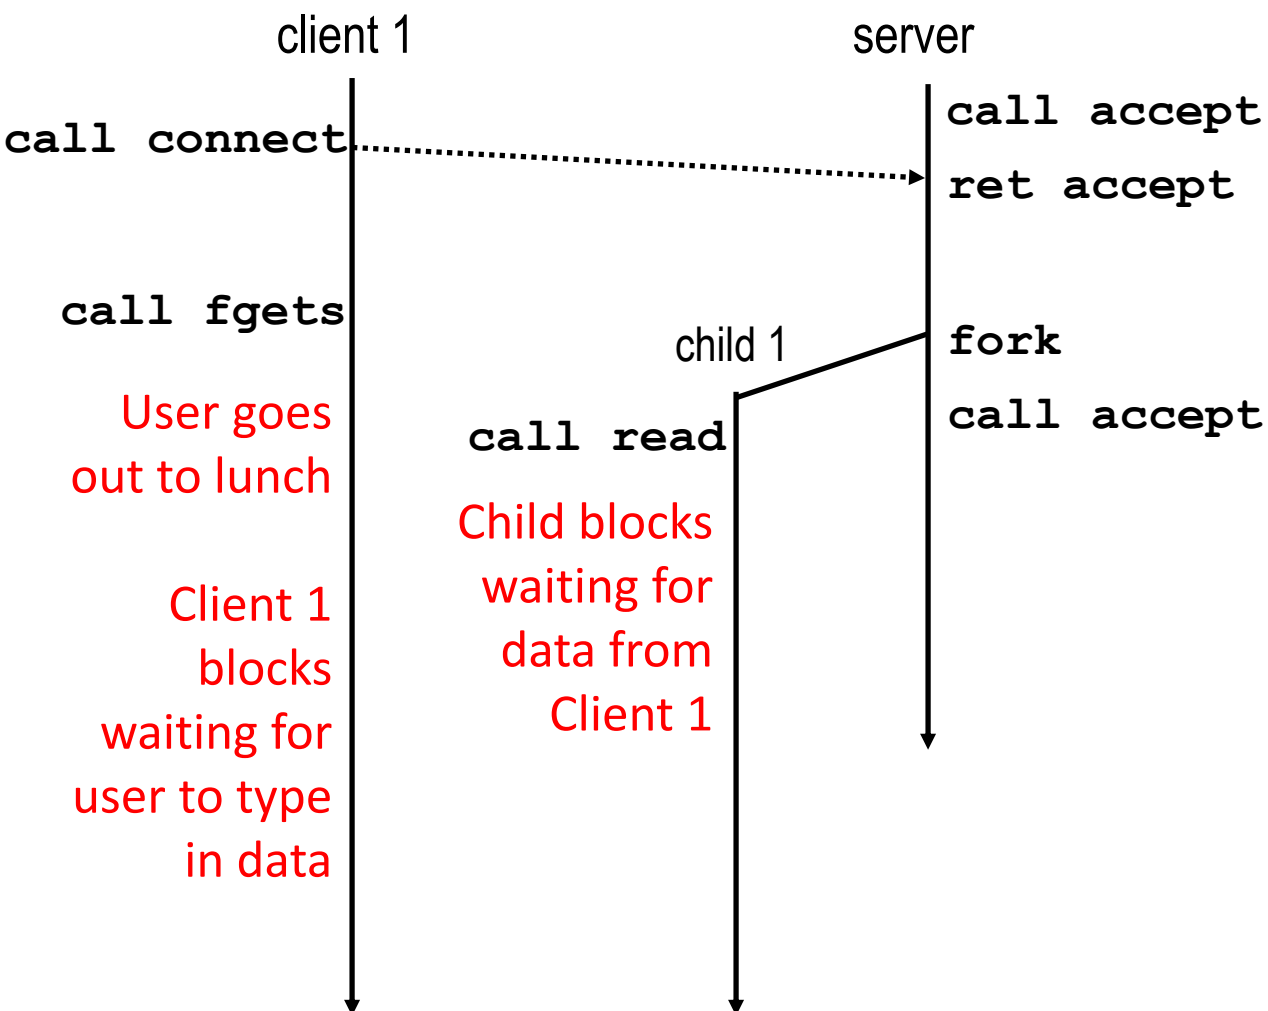 client 1
server
call accept
call connect
ret accept
call fgets
child 1
fork
User goes
out to lunch
call accept
call read
Child blocks
waiting for
data from
Client 1
Client 1
blocks
waiting for
user to type
in data